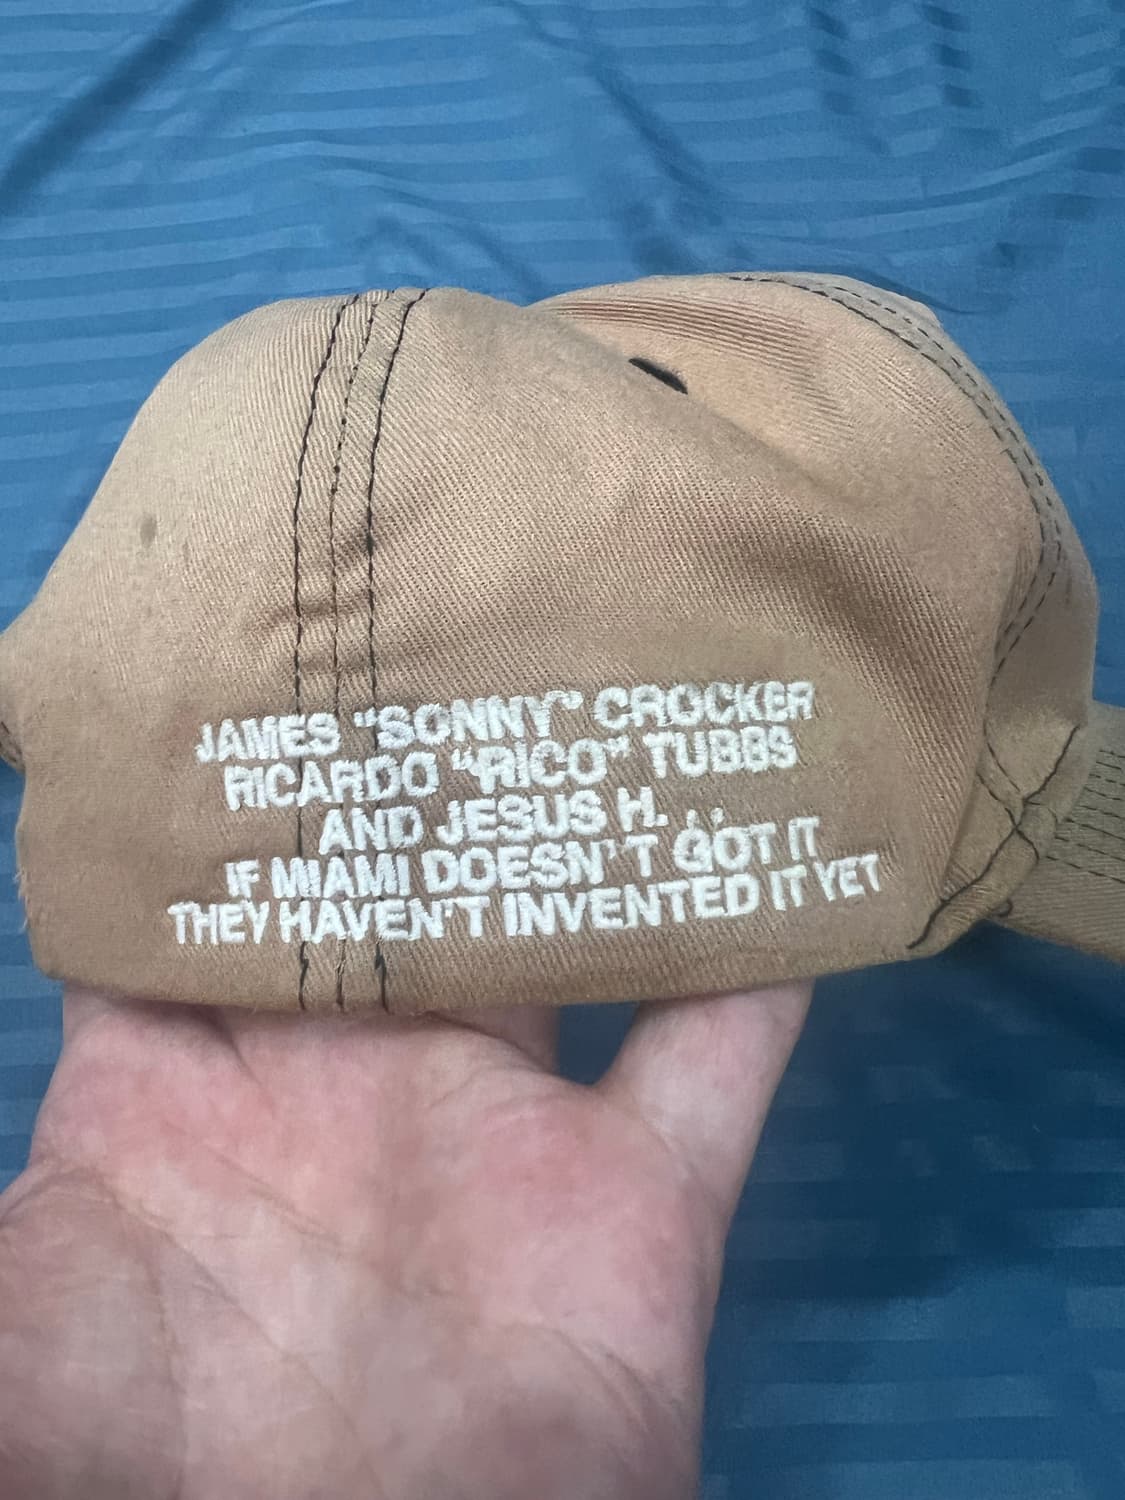 JAMES "SONNY" CROCKER
RICARDO "RICO" TUBBS
AND JESUS H. . .
IF MIAMI DOESN'T GOT IT
THEY HAVEN'T INVENTED IT YET